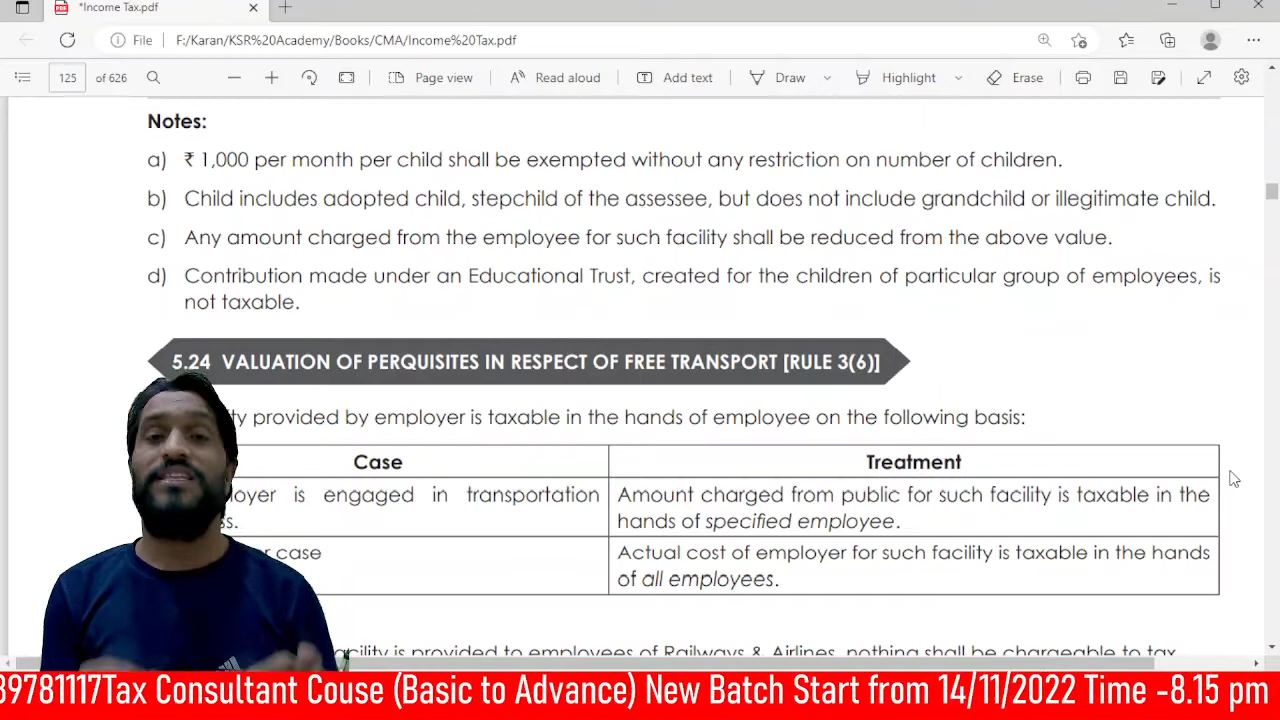 *Income Tax.pdf
File F:/Karan/KSR%20Academy/Books/CMA/Income%20Tax.pdf
125 of 626 Page view Read aloud Add text Draw Highlight Erase
Notes:
a) ₹ 1,000 per month per child shall be exempted without any restriction on number of children.
b) Child includes adopted child, stepchild of the assessee, but does not include grandchild or illegitimate child.
c) Any amount charged from the employee for such facility shall be reduced from the above value.
d) Contribution made under an Educational Trust, created for the children of particular group of employees, is
not taxable.
5.24 VALUATION OF PERQUISITES IN RESPECT OF FREE TRANSPORT [RULE 3(6)]
provided by employer is taxable in the hands of employee on the following basis:
Case Treatment
is engaged in transportation Amount charged from public for such facility is taxable in the
hands of specified employee.
case Actual cost of employer for such facility is taxable in the hands
of all employees.
is provided to employees of Railways & Airlines, nothing shall be chargeable to tax
39781117Tax Consultant Couse (Basic to Advance) New Batch Start from 14/11/2022 Time -8.15 pm